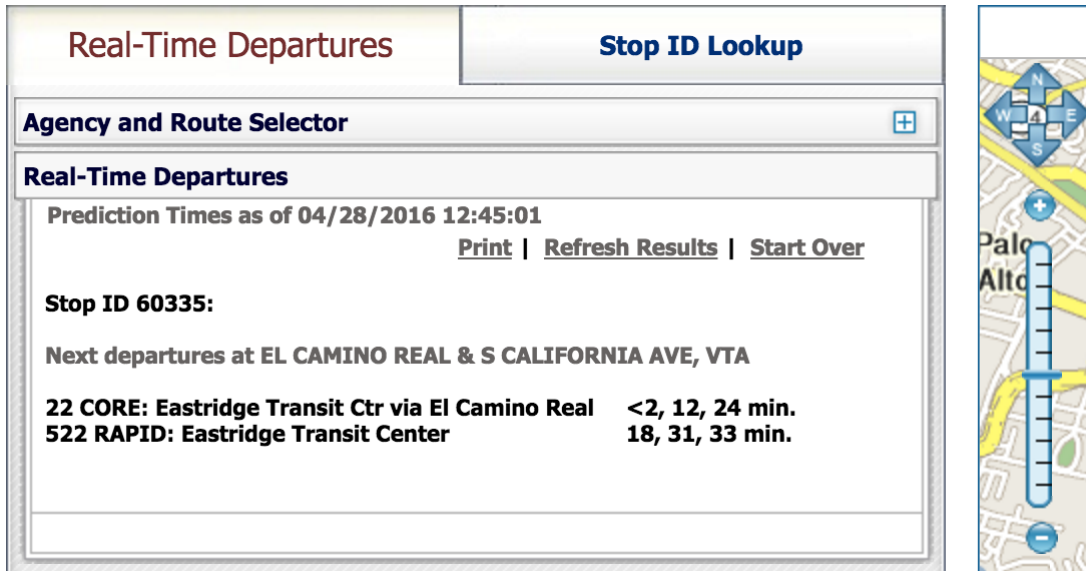 Real-Time Departures
Stop ID Lookup
Agency and Route Selector
Real-Time Departures
Prediction Times as of 04/28/2016 12:45:01
Print | Refresh Results | Start Over
Stop ID 60335:
Next departures at EL CAMINO REAL & S CALIFORNIA AVE, VTA
22 CORE: Eastridge Transit Ctr via El Camino Real <2, 12, 24 min.
522 RAPID: Eastridge Transit Center 18, 31, 33 min.
N
W 4 E
S
Palo
Alto